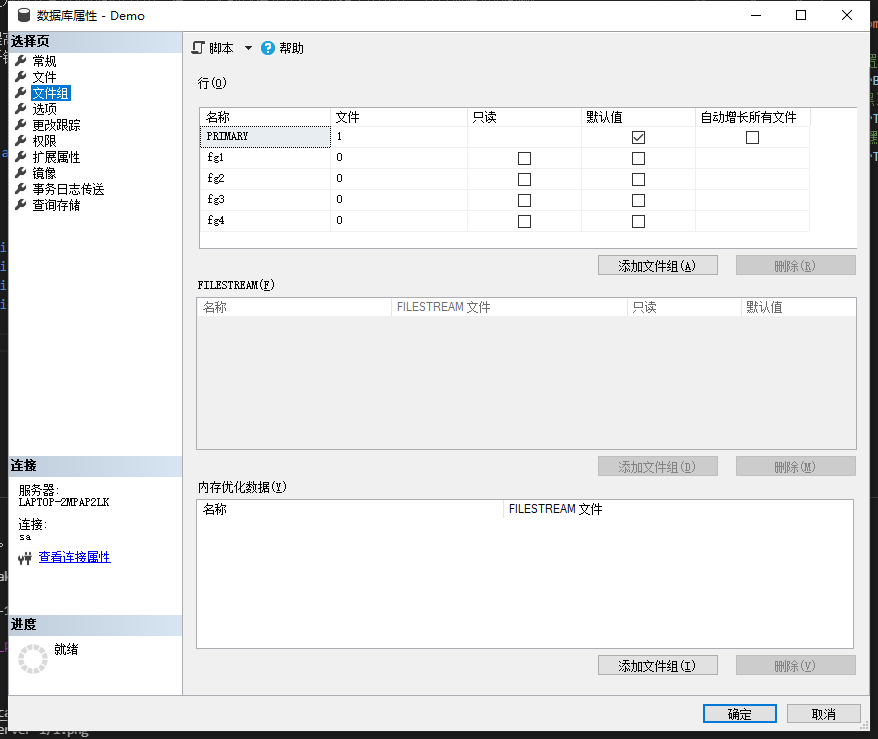 数据库属性 - Demo
选择页
常规
文件
文件组
选项
更改跟踪
权限
扩展属性
镜像
事务日志传送
查询存储
连接
服务器:
LAPTOP-2MPAP2LK
连接:
sa
查看连接属性
进度
就绪
脚本 帮助
行(O)
名称 文件 只读 默认值 自动增长所有文件
PRIMARY 1
fg1 0
fg2 0
fg3 0
fg4 0
添加文件组(A) 删除(R)
FILESTREAM(F)
名称 FILESTREAM 文件 只读 默认值
添加文件组(D) 删除(M)
内存优化数据(Y)
名称 FILESTREAM 文件
添加文件组(I) 删除(V)
确定 取消